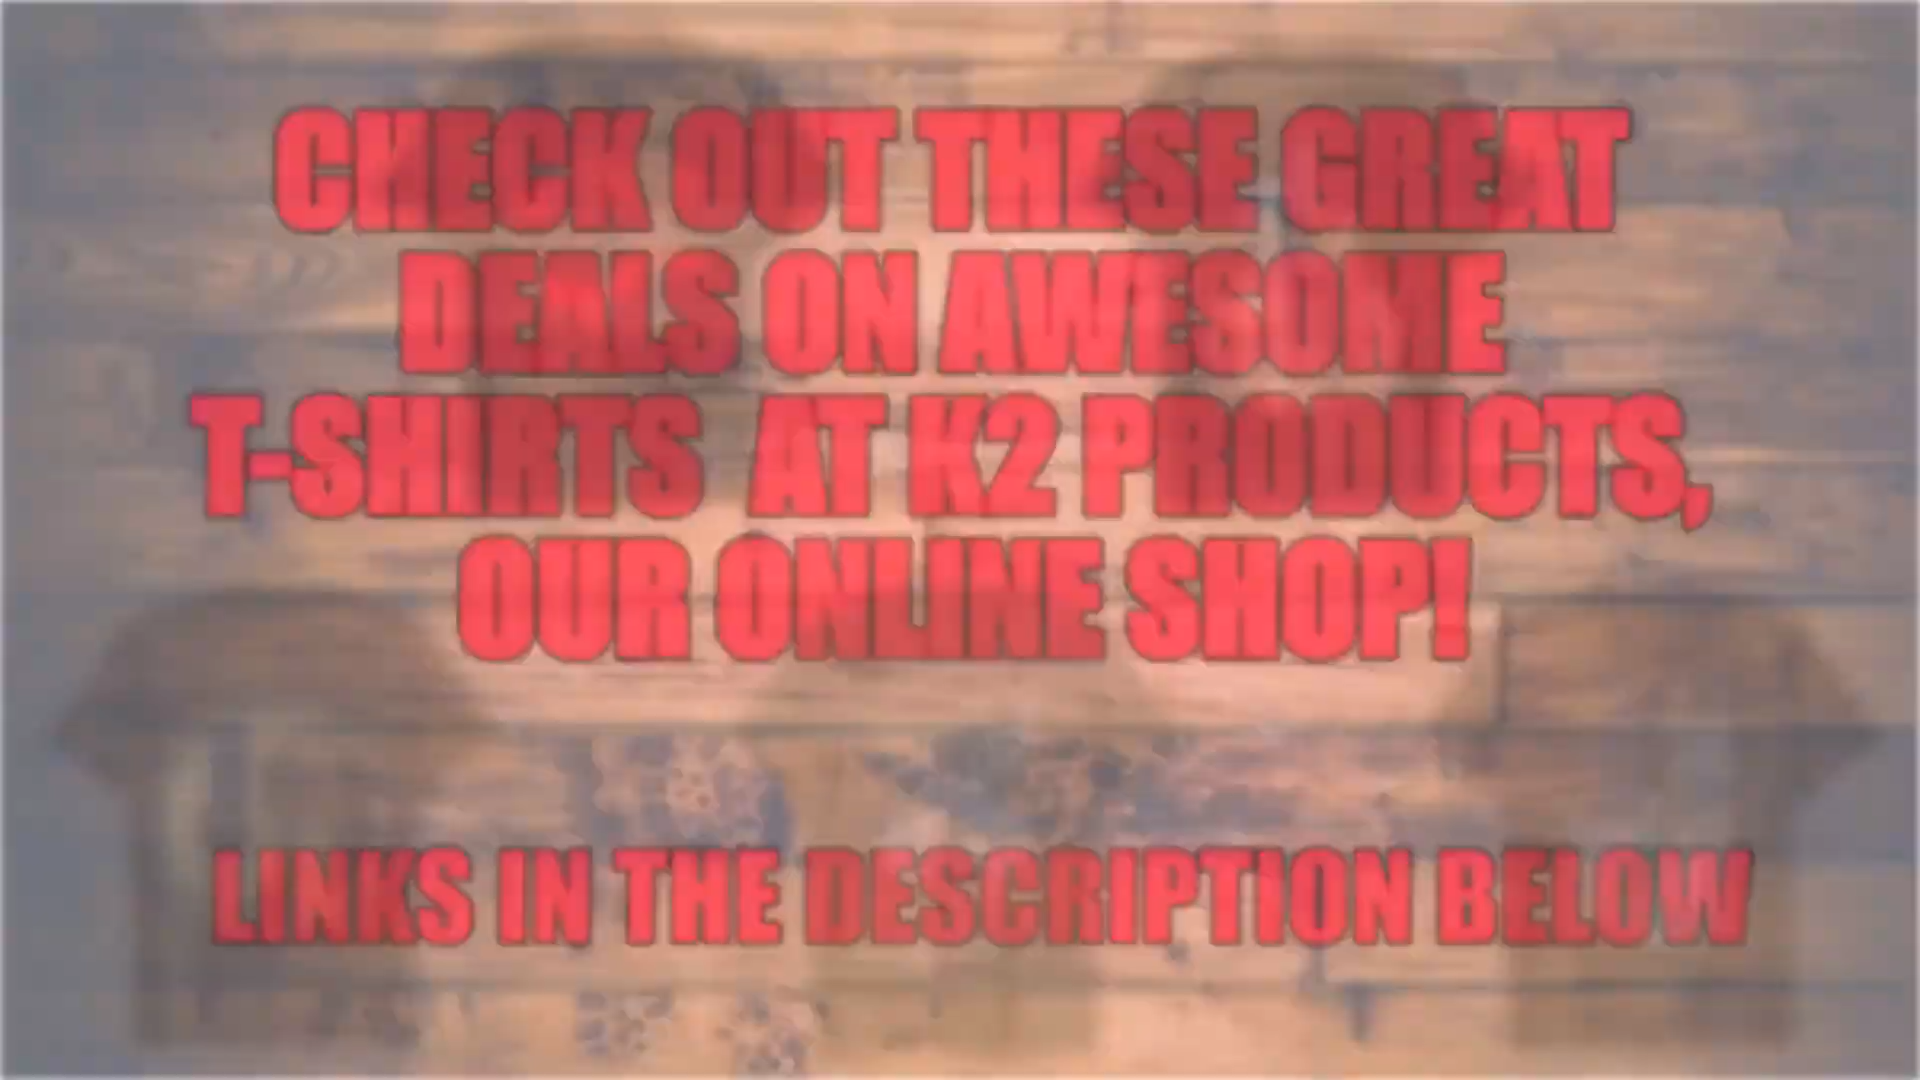 CHECK OUT THESE GREAT
DEALS ON AWESOME
T-SHIRTS AT K2 PRODUCTS,
OUR ONLINE SHOP!
LINKS IN THE DESCRIPTION BELOW